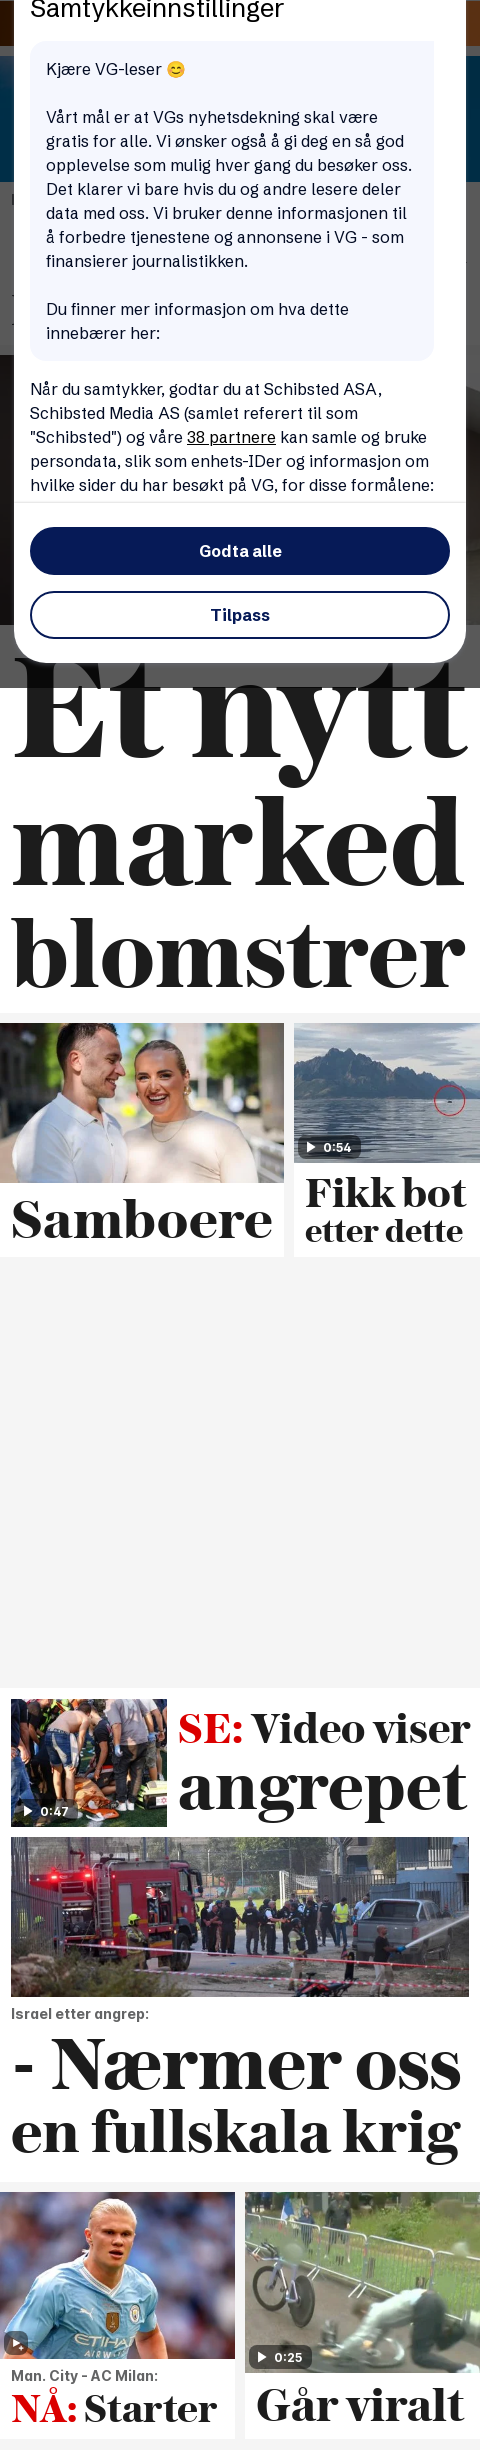 Samtykkeinnstillinger
Kjære VG-leser 😊
Vårt mål er at VGs nyhetsdekning skal være
gratis for alle. Vi ønsker også å gi deg en så god
opplevelse som mulig hver gang du besøker oss.
Det klarer vi bare hvis du og andre lesere deler
data med oss. Vi bruker denne informasjonen til
å forbedre tjenestene og annonsene i VG - som
finansierer journalistikken.
Du finner mer informasjon om hva dette
innebærer her:
Når du samtykker, godtar du at Schibsted ASA,
Schibsted Media AS (samlet referert til som
"Schibsted") og våre 38 partnere kan samle og bruke
persondata, slik som enhets-IDer og informasjon om
hvilke sider du har besøkt på VG, for disse formålene:
Godta alle
Tilpass
Et nytt
marked
blomstrer
0:54
Samboere
Fikk bot
etter dette
0:47
SE: Video viser
angrepet
Israel etter angrep:
- Nærmer oss
en fullskala krig
ETIHAD
0:25
Man. City - AC Milan:
NÅ: Starter
Går viralt